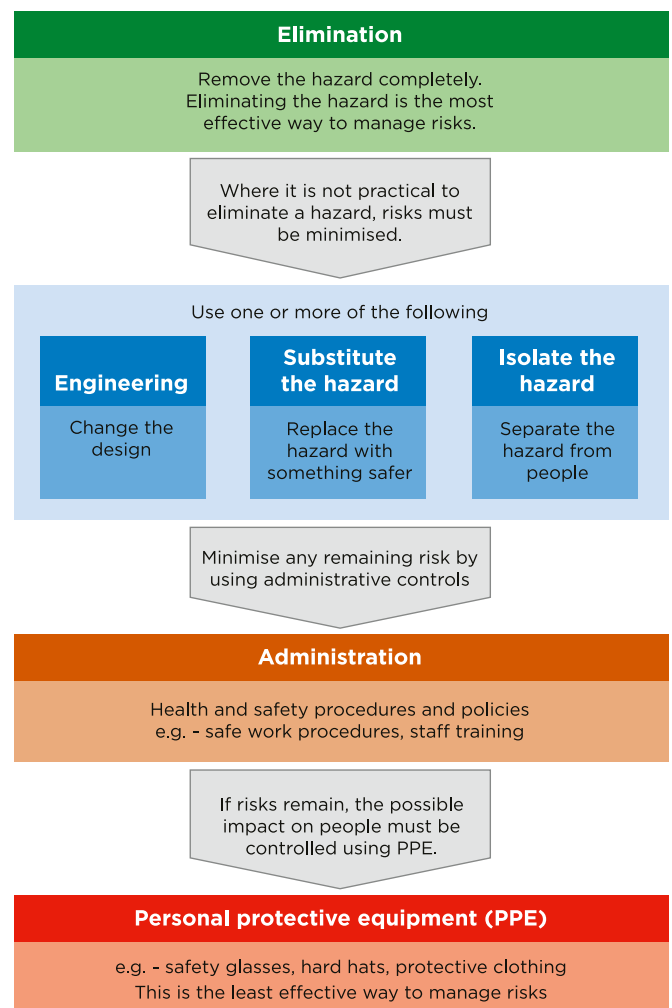 Elimination
Remove the hazard completely.
Eliminating the hazard is the most
effective way to manage risks.
Where it is not practical to
eliminate a hazard, risks must
be minimised.
Use one or more of the following
Engineering
Change the
design
Substitute
the hazard
Replace the
hazard with
something safer
Isolate the
hazard
Separate the
hazard from
people
Minimise any remaining risk by
using administrative controls
Administration
Health and safety procedures and policies
e.g. - safe work procedures, staff training
If risks remain, the possible
impact on people must be
controlled using PPE.
Personal protective equipment (PPE)
e.g. - safety glasses, hard hats, protective clothing
This is the least effective way to manage risks